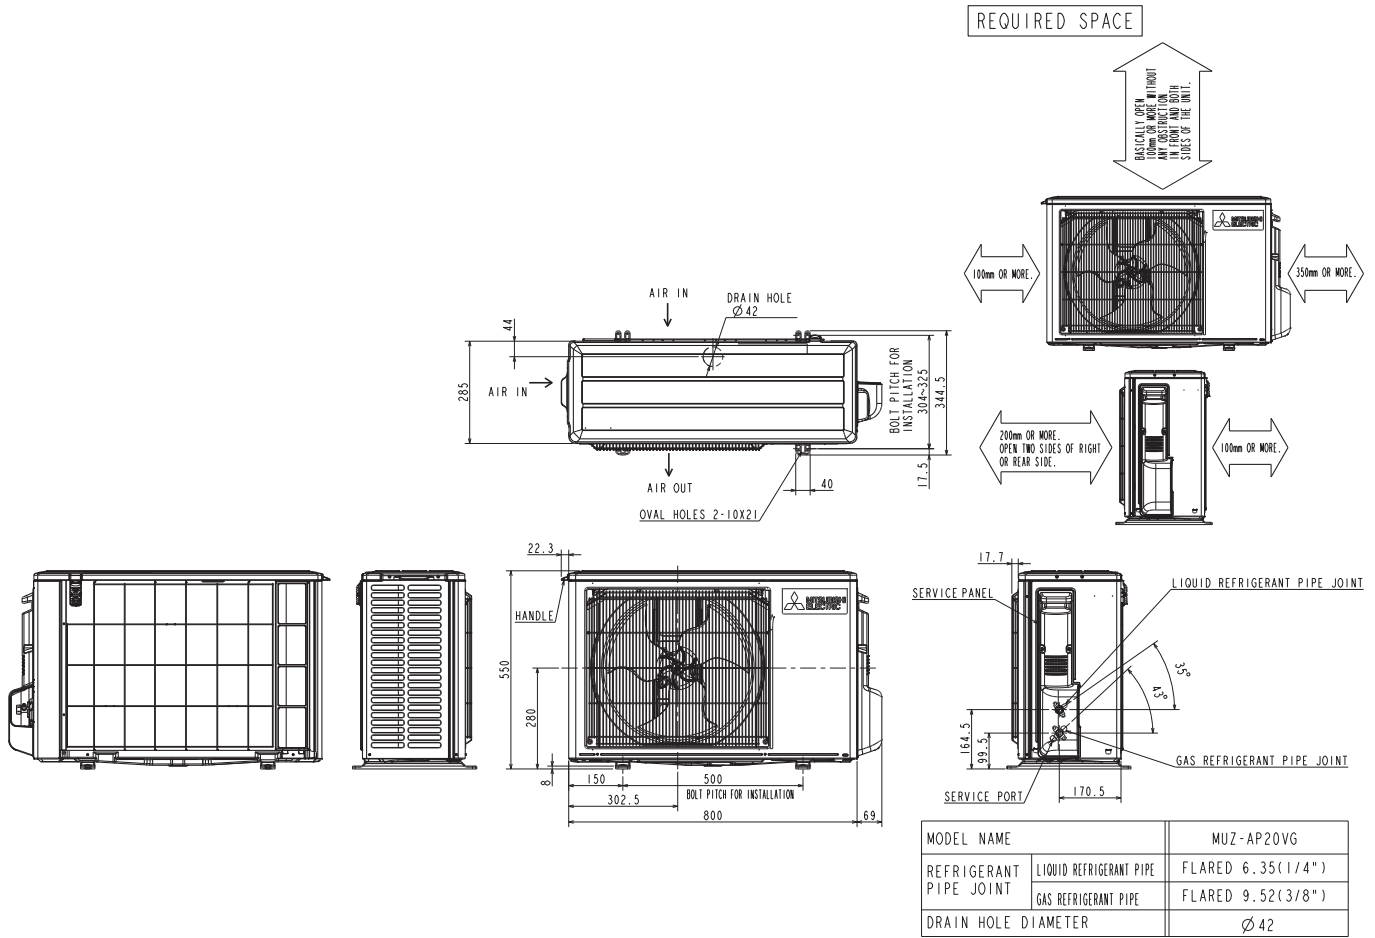 REQUIRED SPACE
BASICALLY OPEN
100mm OR MORE WITHOUT
ANY OBSTRUCTION
IN FRONT AND BOTH
SIDES OF THE UNIT.
MITSUBISHI
ELECTRIC
100mm OR MORE.
350mm OR MORE.
200mm OR MORE.
OPEN TWO SIDES OF RIGHT
OR REAR SIDE.
100mm OR MORE.
AIR IN
DRAIN HOLE
Ø42
44
285
AIR IN
BOLT PITCH FOR
INSTALLATION
304~325
344.5
17.5
40
AIR OUT
OVAL HOLES 2-10X21
22.3
HANDLE
MITSUBISHI
ELECTRIC
550
280
8
150
500
BOLT PITCH FOR INSTALLATION
302.5
800
69
17.7
SERVICE PANEL
LIQUID REFRIGERANT PIPE JOINT
35°
43°
164.5
99.5
GAS REFRIGERANT PIPE JOINT
SERVICE PORT
170.5
MODEL NAME
MUZ-AP20VG
REFRIGERANT
PIPE JOINT
LIQUID REFRIGERANT PIPE
FLARED 6.35(1/4")
GAS REFRIGERANT PIPE
FLARED 9.52(3/8")
DRAIN HOLE DIAMETER
Ø42